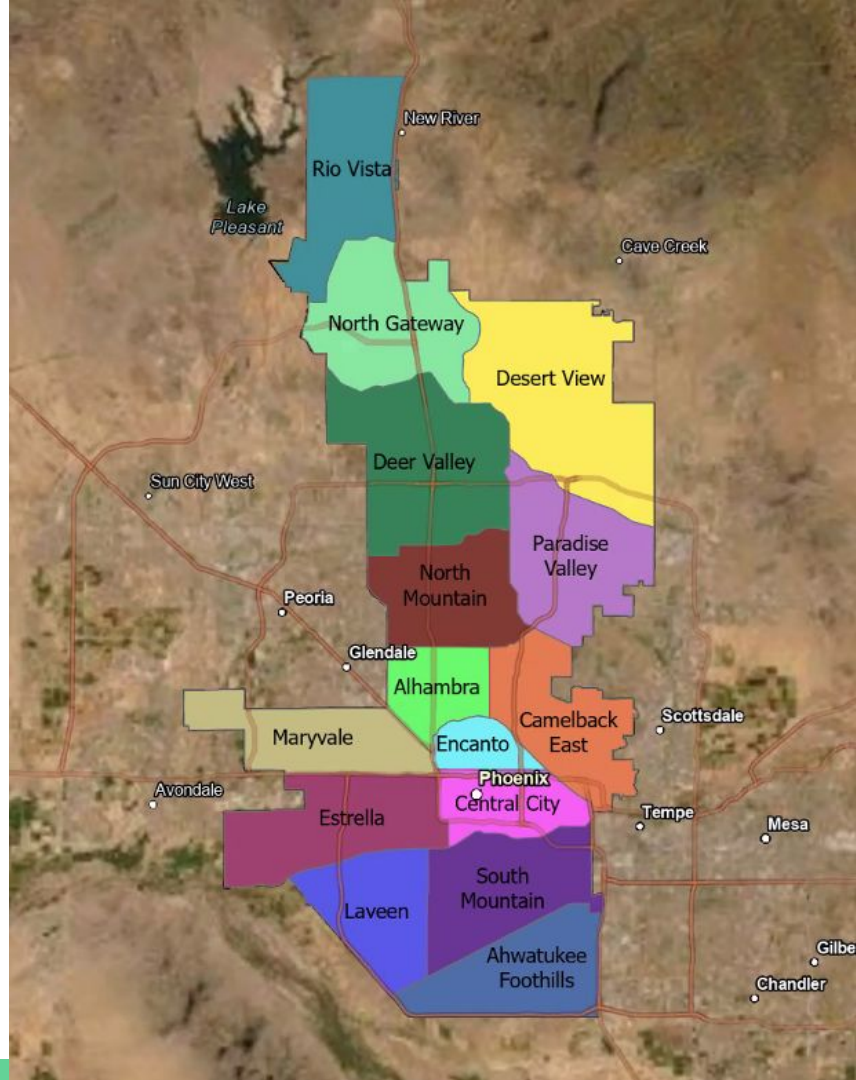 New River
Rio Vista
Lake
Pleasant
Cave Creek
North Gateway
Desert View
Deer Valley
Sun City West
Paradise
Valley
North
Mountain
Peoria
Glendale
Alhambra
Camelback
East
Scottsdale
Maryvale
Encanto
Phoenix
Avondale
Central City
Estrella
Tempe
Mesa
South
Mountain
Laveen
Ahwatukee
Foothills
Gilbe
Chandler